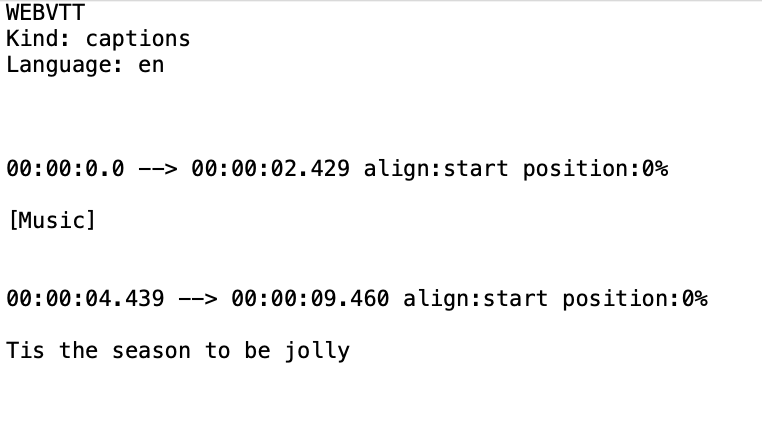 WEBVTT
Kind: captions
Language: en
00:00:0.0 --> 00:00:02.429 align:start position:0%
[Music]
00:00:04.439 --> 00:00:09.460 align:start position:0%
Tis the season to be jolly